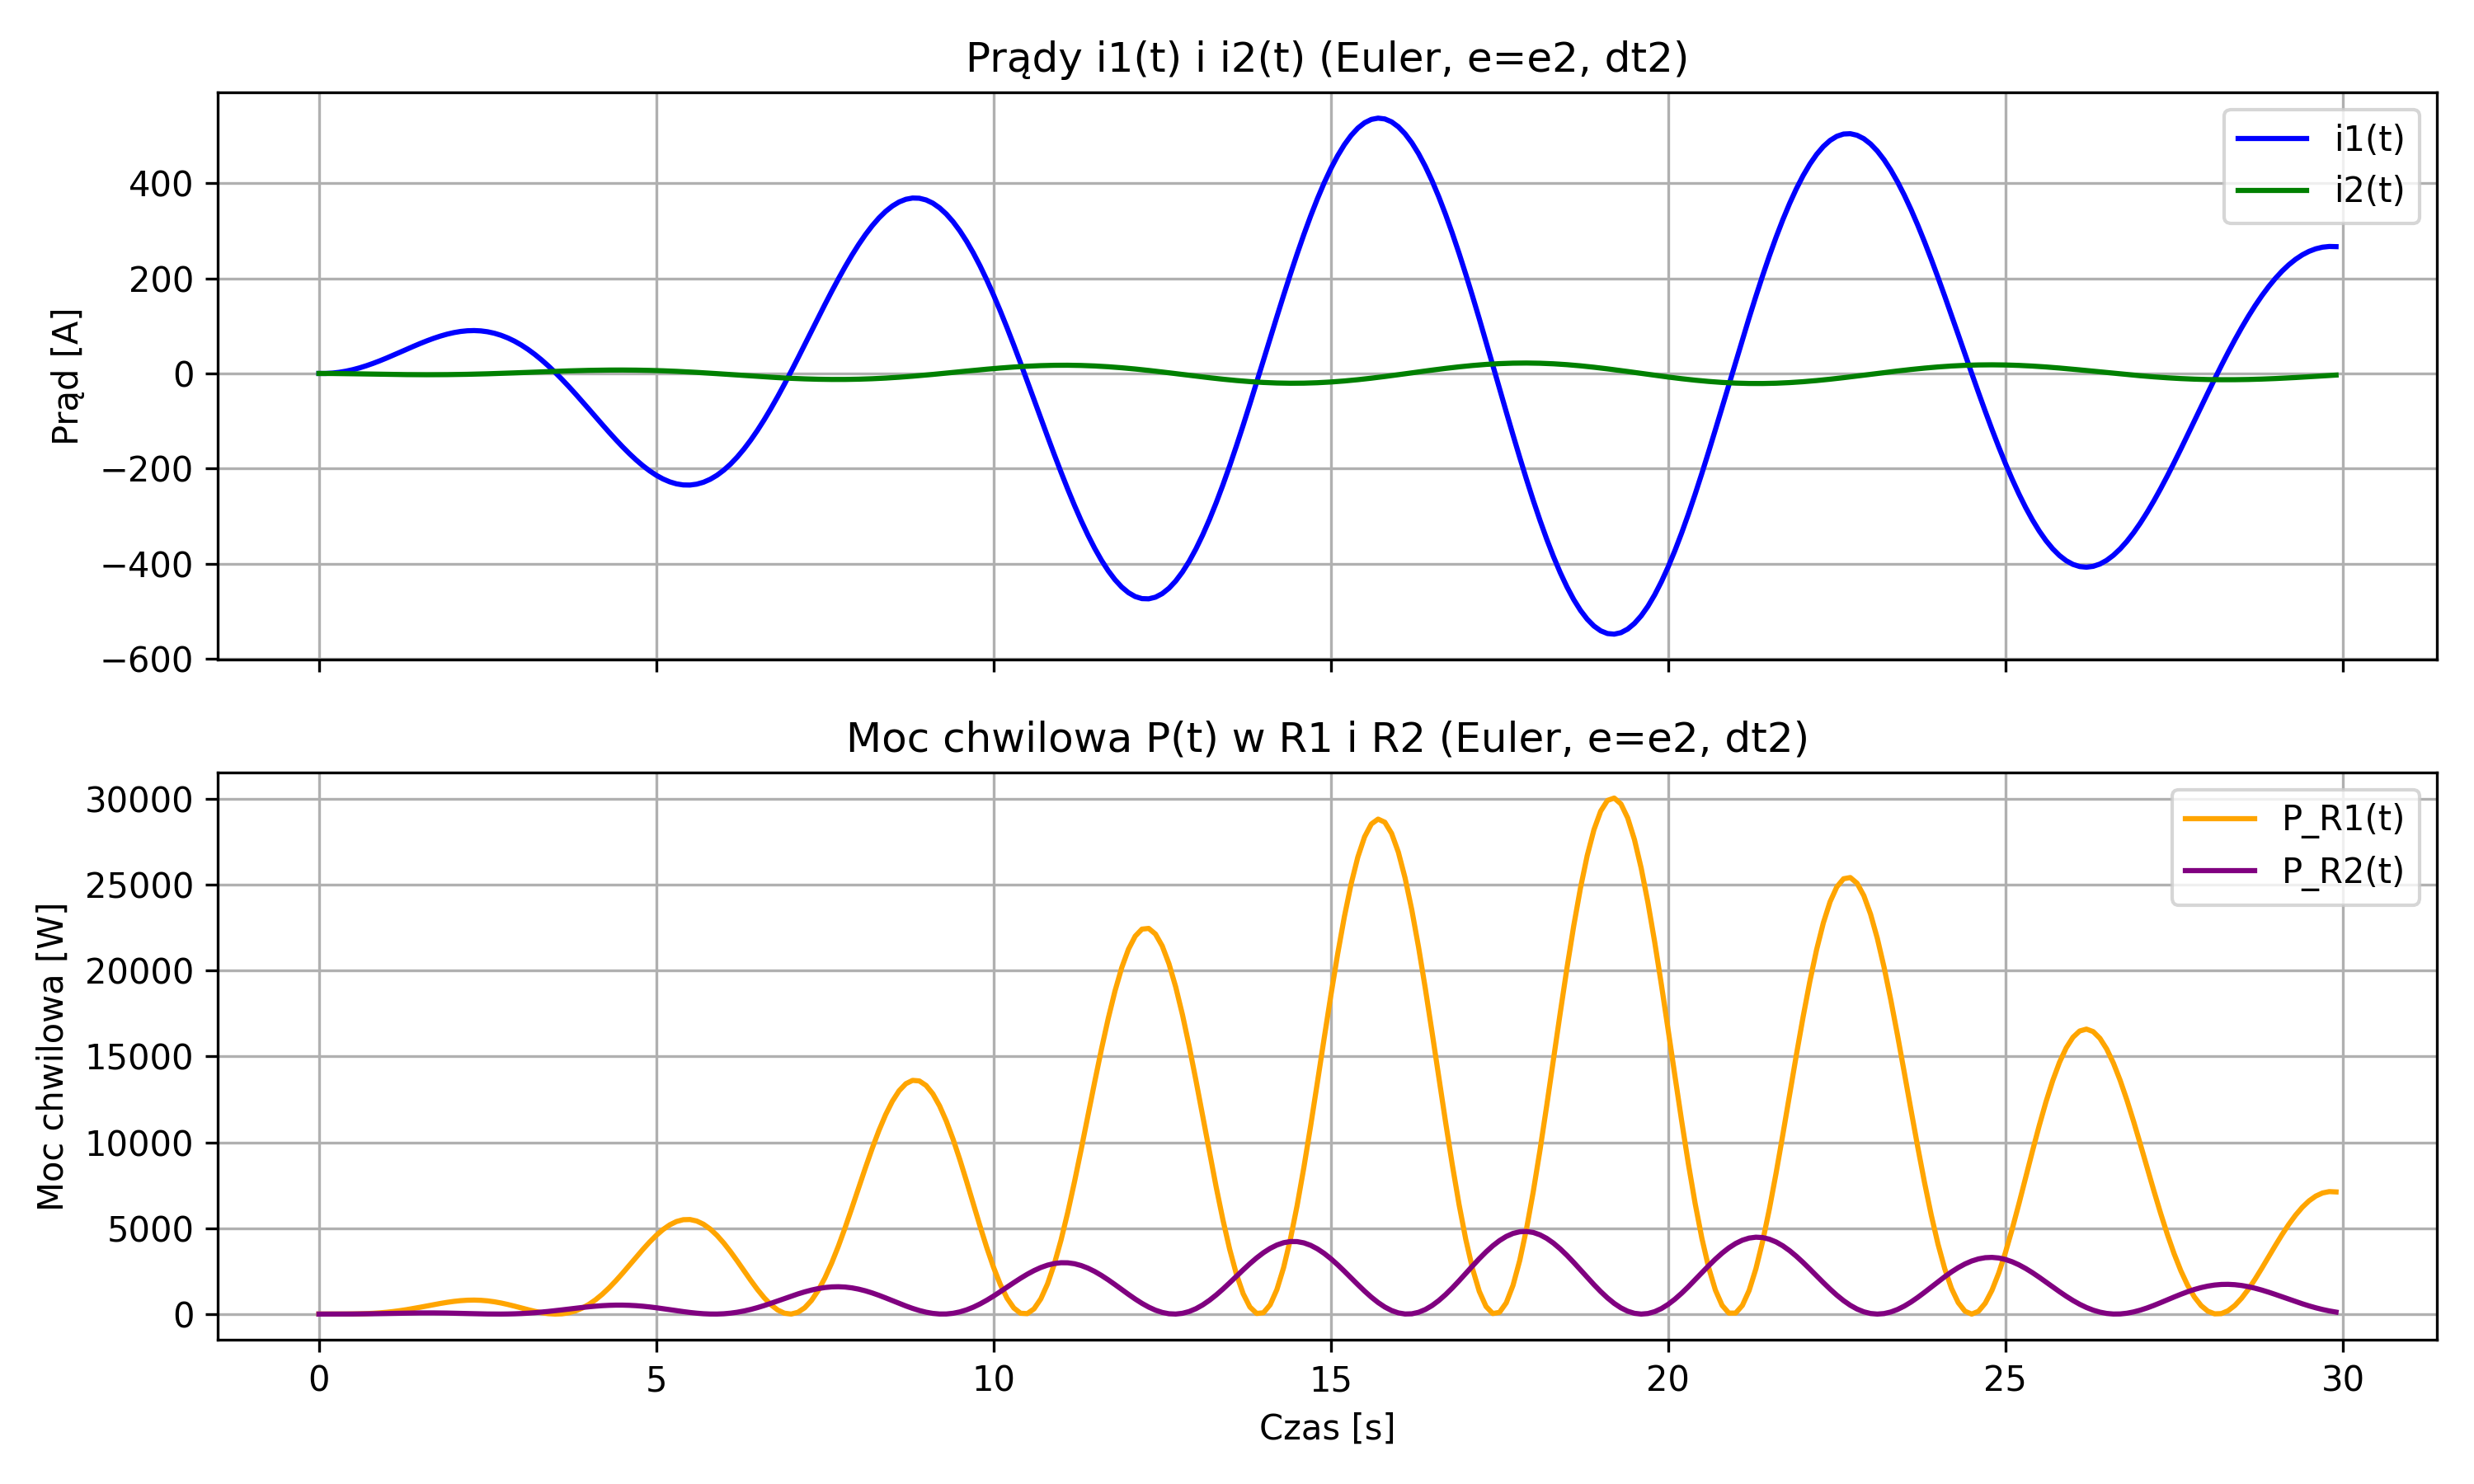 Prądy i1(t) i i2(t) (Euler, e=e2, dt2)
i1(t)
i2(t)
400
200
0
−200
−400
−600
Prąd [A]
Moc chwilowa P(t) w R1 i R2 (Euler, e=e2, dt2)
P_R1(t)
P_R2(t)
30000
25000
20000
15000
10000
5000
0
Moc chwilowa [W]
0 5 10 15 20 25 30
Czas [s]